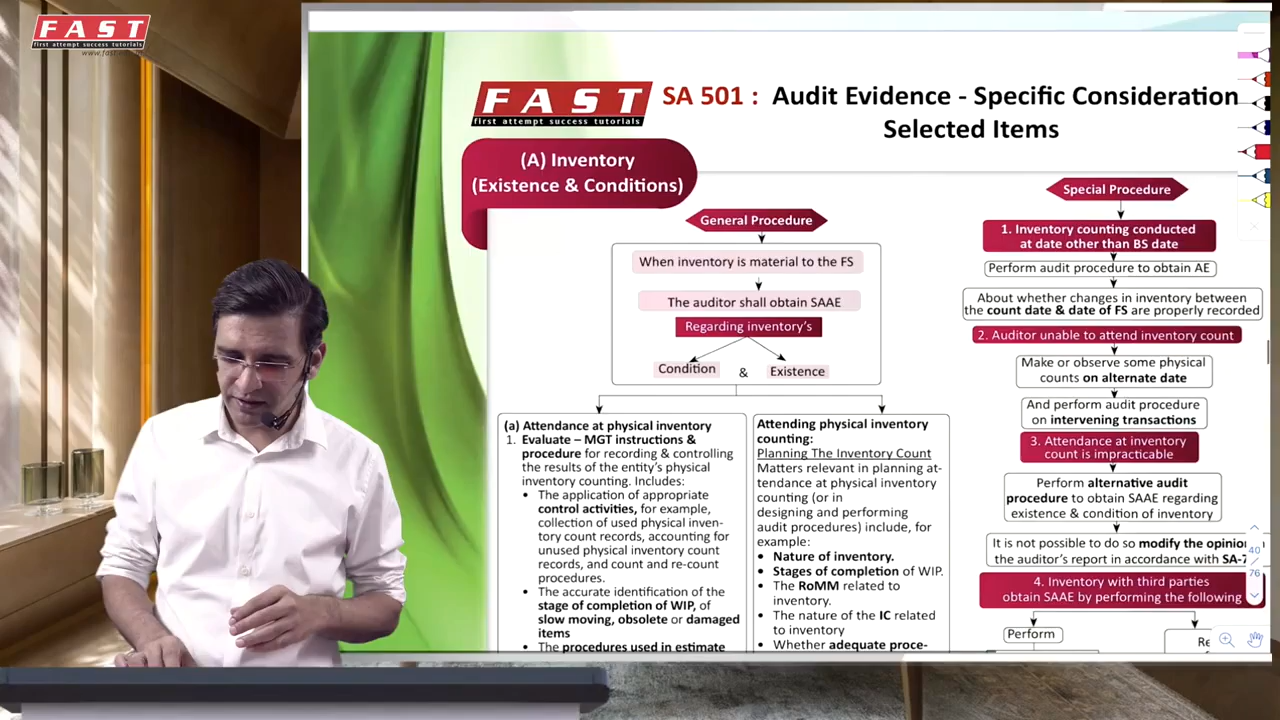 FAST
first attempt success tutorials
FAST
first attempt success tutorials
SA 501 : Audit Evidence - Specific Consideration
Selected Items
(A) Inventory
(Existence & Conditions)
General Procedure
When inventory is material to the FS
The auditor shall obtain SAAE
Regarding inventory's
Condition & Existence
(a) Attendance at physical inventory
1. Evaluate – MGT instructions &
procedure for recording & controlling
the results of the entity's physical
inventory counting. Includes:
• The application of appropriate
control activities, for example,
collection of used physical inven-
tory count records, accounting for
unused physical inventory count
records, and count and re-count
procedures.
• The accurate identification of the
stage of completion of WIP, of
slow moving, obsolete or damaged
items
• The procedures used in estimate
Attending physical inventory
counting:
Planning The Inventory Count
Matters relevant in planning at-
tendance at physical inventory
counting (or in
designing and performing
audit procedures) include, for
example:
• Nature of inventory.
• Stages of completion of WIP.
• The RoMM related to
inventory.
• The nature of the IC related
to inventory
• Whether adequate proce-
Special Procedure
1. Inventory counting conducted
at date other than BS date
Perform audit procedure to obtain AE
About whether changes in inventory between
the count date & date of FS are properly recorded
2. Auditor unable to attend inventory count
Make or observe some physical
counts on alternate date
And perform audit procedure
on intervening transactions
3. Attendance at inventory
count is impracticable
Perform alternative audit
procedure to obtain SAAE regarding
existence & condition of inventory
It is not possible to do so modify the opinion
the auditor's report in accordance with SA-7
4. Inventory with third parties
obtain SAAE by performing the following
Perform
Re
40
/
76